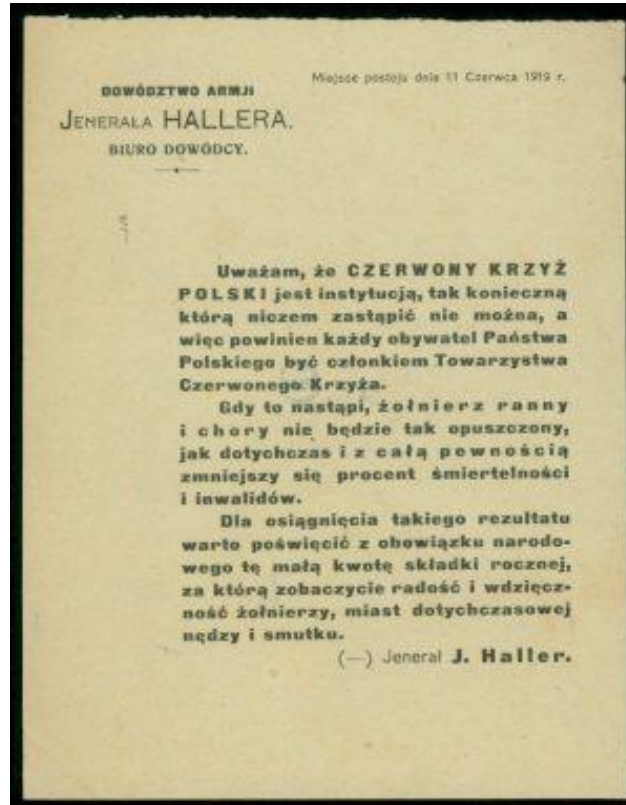 Miejsce postoju dnia 11 Czerwca 1919 r.
DOWÓDZTWO ARMJI
JENERAŁA HALLERA.
BIURO DOWÓDCY.
Uważam, że CZERWONY KRZYŻ
POLSKI jest instytucją, tak konieczną
którą niczem zastąpić nie można, a
więc powinien każdy obywatel Państwa
Polskiego być członkiem Towarzystwa
Czerwonego Krzyża.
Gdy to nastąpi, żołnierz ranny
i chory nie będzie tak opuszczony,
jak dotychczas i z całą pewnością
zmniejszy się procent śmiertelności
i inwalidów.
Dla osiągnięcia takiego rezultatu
warto poświęcić z obowiązku narodo-
wego tę małą kwotę składki rocznej,
za którą zobaczycie radość i wdzięcz-
ność żołnierzy, miast dotychczasowej
nędzy i smutku.
(—) Jenerał J. Haller.